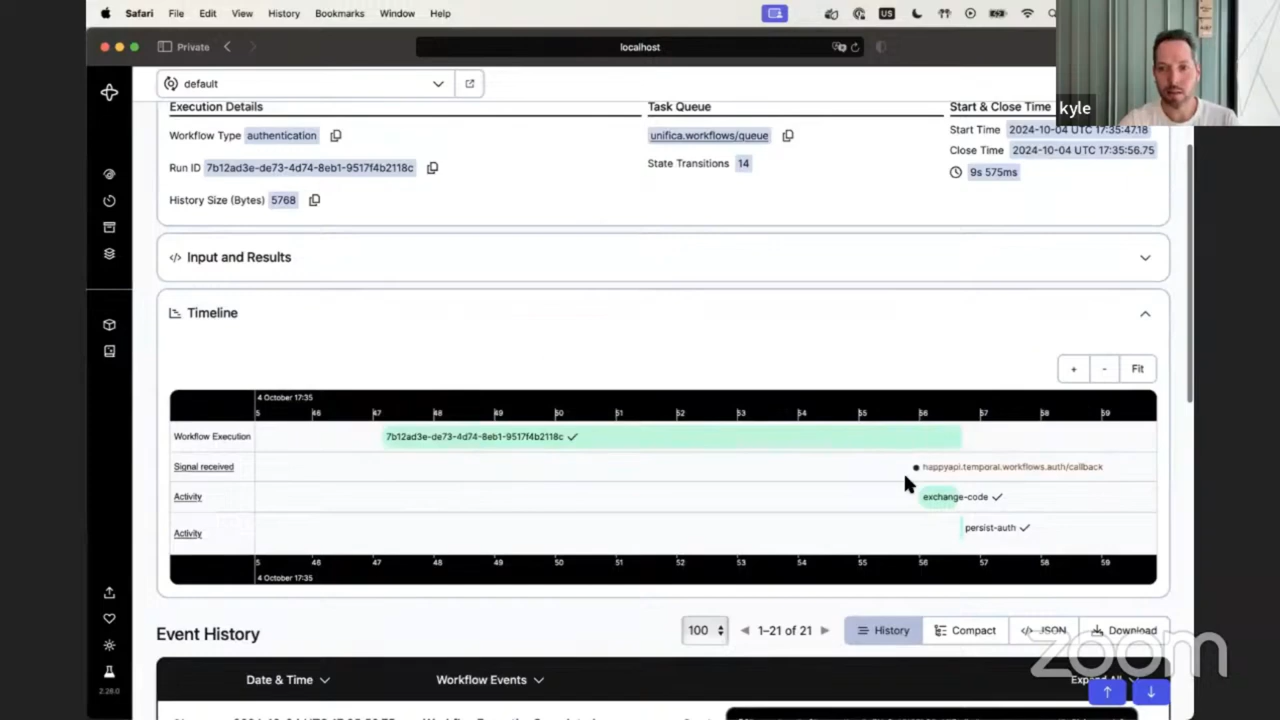 Safari File Edit View History Bookmarks Window Help
US
Private
localhost
kyle
default
Execution Details
Task Queue
Start & Close Time
Workflow Type authentication
unifica.workflows/queue
Start Time 2024-10-04 UTC 17:35:47.18
Run ID 7b12ad3e-de73-4d74-8eb1-9517f4b2118c
State Transitions 14
Close Time 2024-10-04 UTC 17:35:56.75
9s 575ms
History Size (Bytes) 5768
</> Input and Results
Timeline
+ - Fit
4 October 17:35
5 46 47 48 49 50 51 52 53 54 55 56 57 58 59
Workflow Execution 7b12ad3e-de73-4d74-8eb1-9517f4b2118c ✓
Signal received happyapi.temporal.workflows.auth/callback
Activity exchange-code ✓
Activity persist-auth ✓
5 46 47 48 49 50 51 52 53 54 55 56 57 58 59
4 October 17:35
Event History
100
1–21 of 21
History Compact </> JSON Download
zoom
Date & Time Workflow Events Expand All
2.28.0